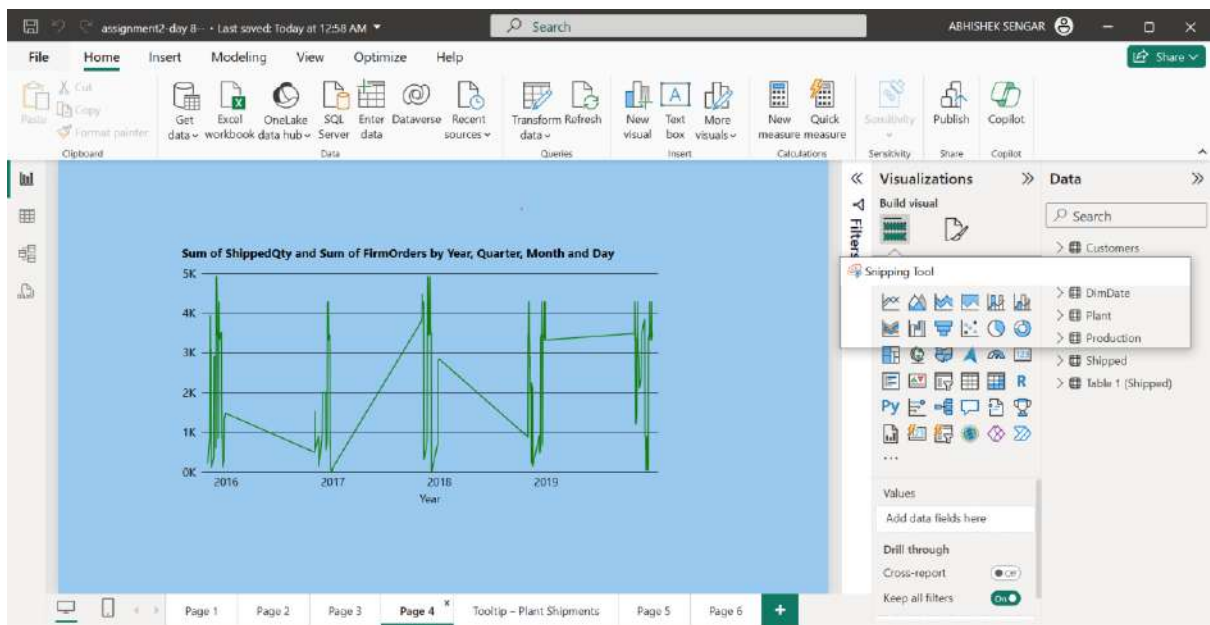 assignment2-day 8-- • Last saved: Today at 12:58 AM
Search
ABHISHEK SENGAR
File Home Insert Modeling View Optimize Help
Share
Paste
Cut
Copy
Format painter
Get data
Excel workbook
OneLake data hub
SQL Server
Enter data
Dataverse
Recent sources
Transform data
Refresh
New visual
Text box
More visuals
New measure
Quick measure
Sensitivity
Publish
Copilot
Clipboard Data Queries Insert Calculations Sensitivity Share Copilot
Visualizations
Data
Filters
Build visual
Search
Customers
Snipping Tool
DimDate
Plant
Production
Shipped
Table 1 (Shipped)
R
Py
123
Sum of ShippedQty and Sum of FirmOrders by Year, Quarter, Month and Day
5K
4K
3K
2K
1K
0K
2016 2017 2018 2019
Year
...
Values
Add data fields here
Drill through
Cross-report Off
Keep all filters On
Page 1 Page 2 Page 3 Page 4 Tooltip – Plant Shipments Page 5 Page 6